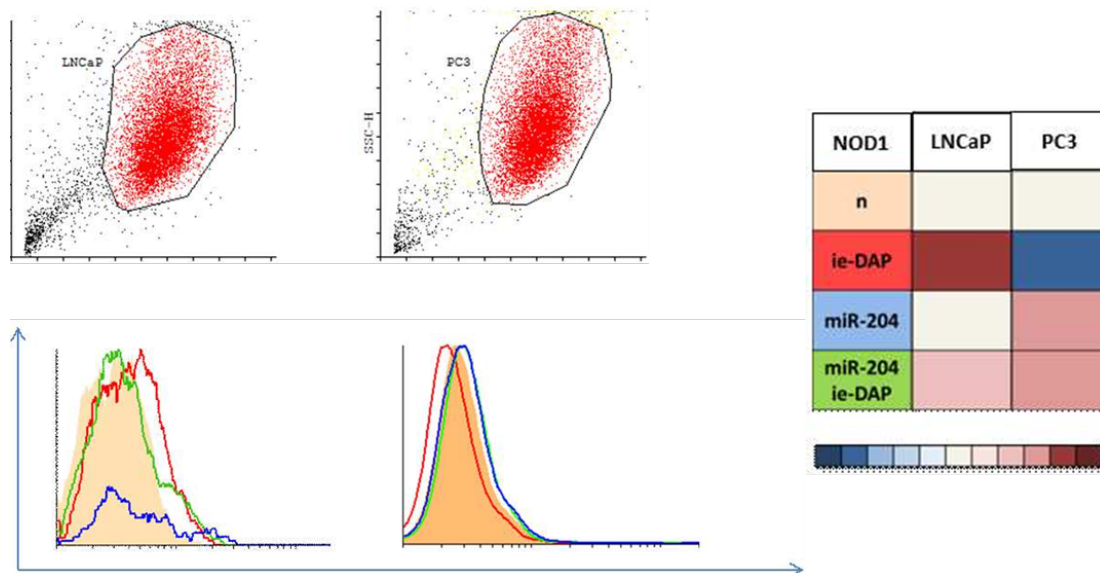 LNCaP
PC3
SSC-H
NOD1 LNCaP PC3
n
ie-DAP
miR-204
miR-204
ie-DAP